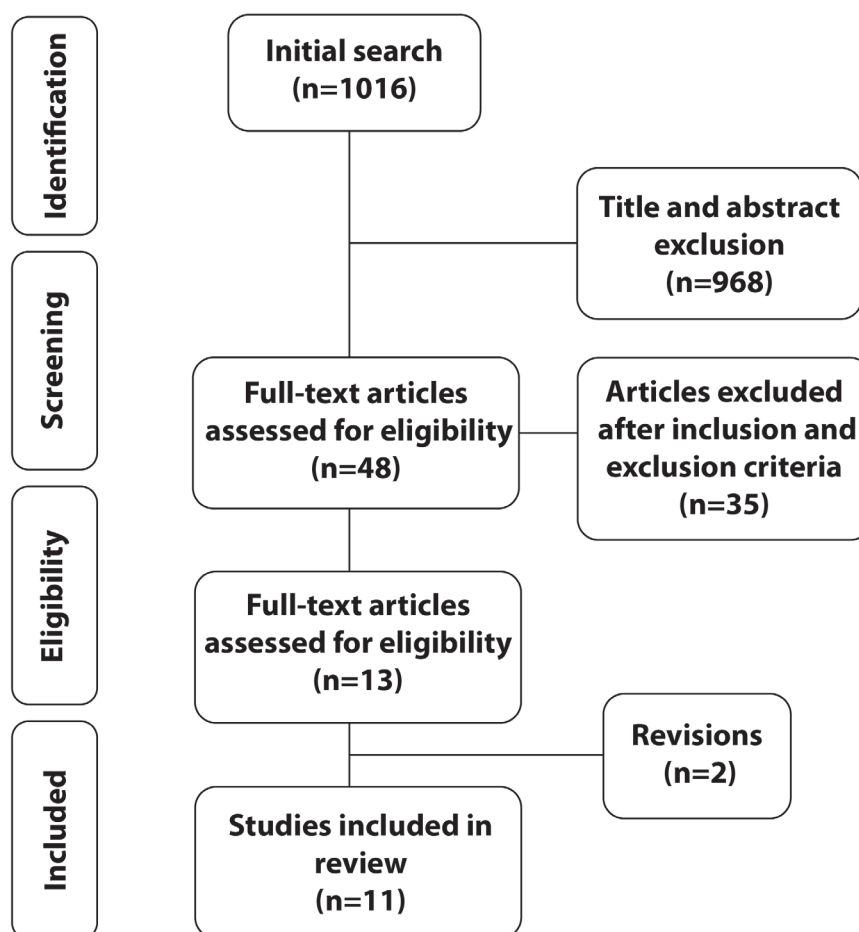 Identification
Initial search
(n=1016)
Title and abstract
exclusion
(n=968)
Screening
Full-text articles
assessed for eligibility
(n=48)
Articles excluded
after inclusion and
exclusion criteria
(n=35)
Eligibility
Full-text articles
assessed for eligibility
(n=13)
Revisions
(n=2)
Included
Studies included in
review
(n=11)